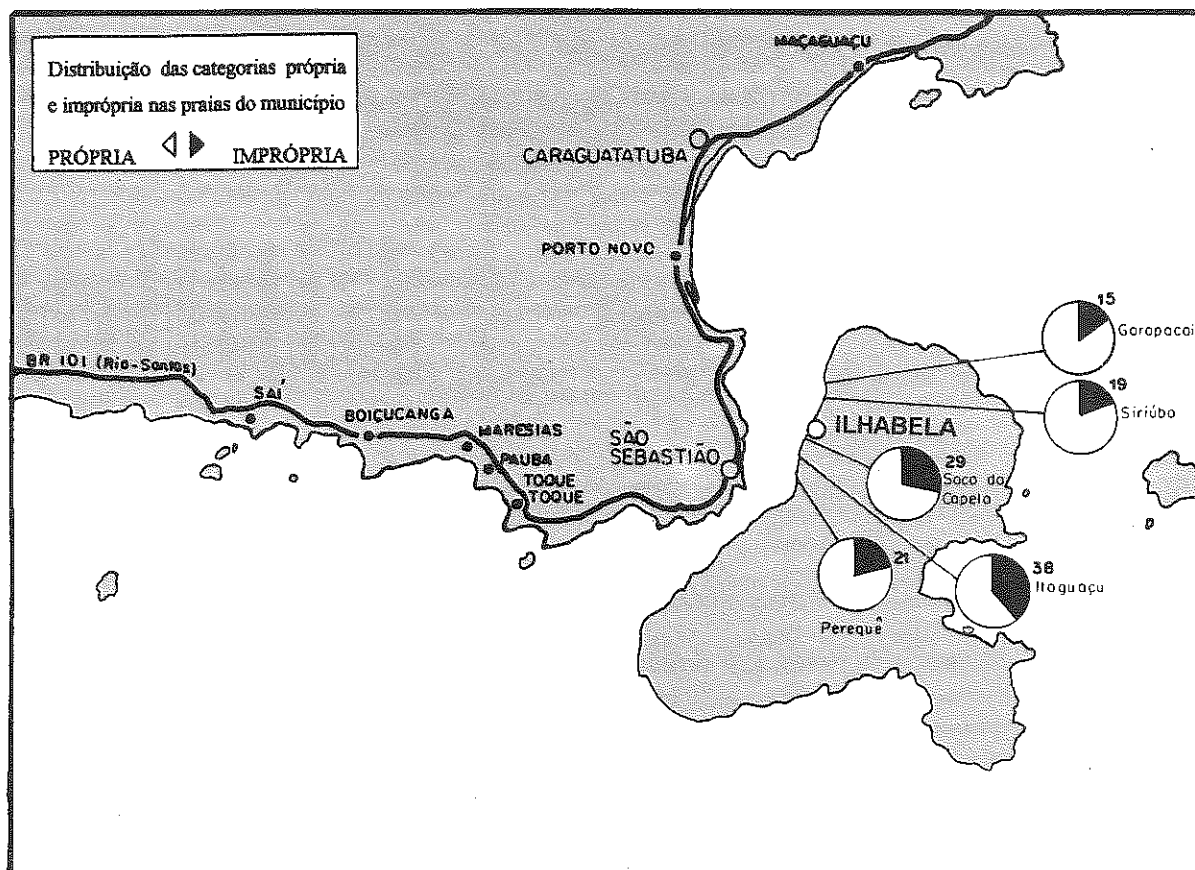 Distribuição das categorias própria
e imprópria nas praias do município
PRÓPRIA IMPRÓPRIA
MAÇAGUAÇU
CARAGUATATUBA
PORTO NOVO
BR 101 (Rio-Santos)
SAÍ
BOIÇUCANGA
MARESIAS
PAUBA
TOQUE
TOQUE
SÃO
SEBASTIÃO
ILHABELA
15
Garapocai
19
Siriúba
29
Saco da
Capela
21
Perequê
38
Itaguaçu